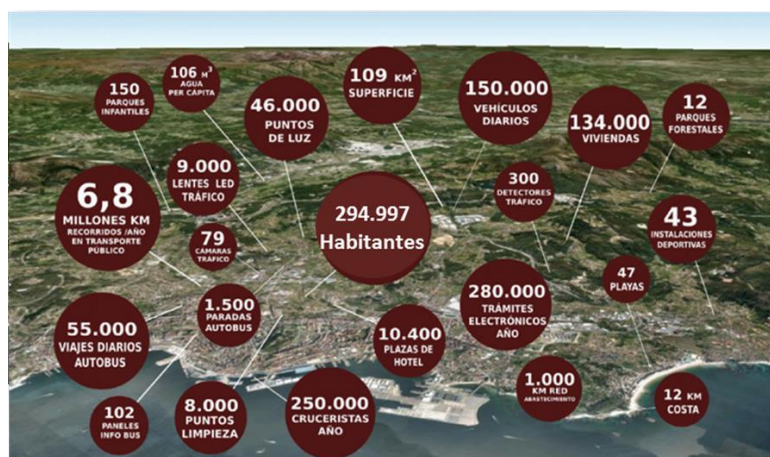 150
PARQUES
INFANTILES
106 M³
AGUA
PER CÁPITA
46.000
PUNTOS
DE LUZ
109 KM²
SUPERFICIE
150.000
VEHÍCULOS
DIARIOS
134.000
VIVIENDAS
12
PARQUES
FORESTALES
9.000
LENTES LED
TRÁFICO
300
DETECTORES
TRÁFICO
6,8
MILLONES KM
RECORRIDOS /AÑO
EN TRANSPORTE
PÚBLICO
294.997
Habitantes
43
INSTALACIONES
DEPORTIVAS
79
CÁMARAS
TRÁFICO
47
PLAYAS
280.000
TRÁMITES
ELECTRÓNICOS
AÑO
1.500
PARADAS
AUTOBUS
55.000
VIAJES DIARIOS
AUTOBUS
10.400
PLAZAS DE
HOTEL
1.000
KM RED
ABASTECIMIENTO
12 KM
COSTA
102
PANELES
INFO BUS
8.000
PUNTOS
LIMPIEZA
250.000
CRUCERISTAS
AÑO